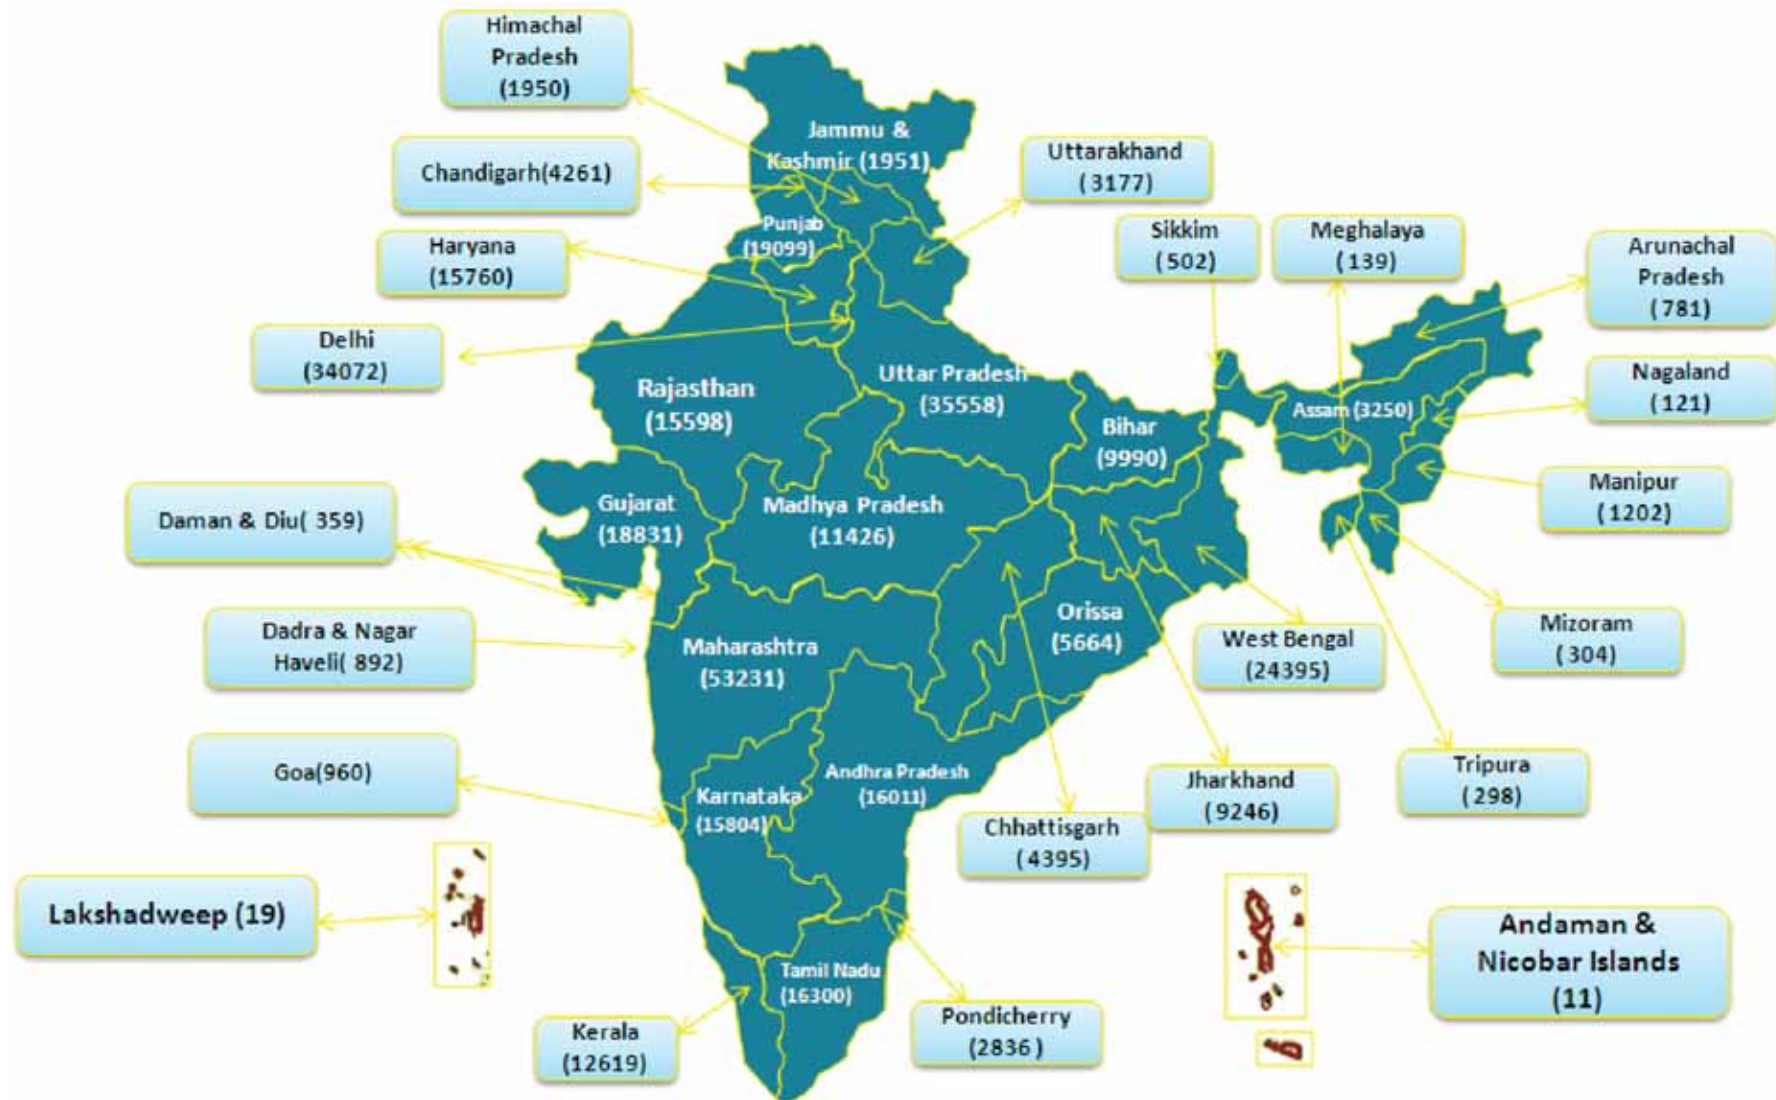 Himachal
Pradesh
(1950)
Jammu &
Kashmir (1951)
Chandigarh(4261)
Uttarakhand
( 3177)
Punjab
(19099)
Haryana
(15760)
Sikkim
( 502)
Meghalaya
( 139)
Arunachal
Pradesh
( 781)
Delhi
(34072)
Rajasthan
(15598)
Uttar Pradesh
(35558)
Bihar
(9990)
Assam (3250)
Nagaland
( 121)
Daman & Diu( 359)
Gujarat
(18831)
Madhya Pradesh
(11426)
Manipur
( 1202)
Dadra & Nagar
Haveli( 892)
Maharashtra
(53231)
Orissa
(5664)
West Bengal
(24395)
Mizoram
( 304)
Goa(960)
Karnataka
(15804)
Andhra Pradesh
(16011)
Chhattisgarh
( 4395)
Jharkhand
( 9246)
Tripura
( 298)
Lakshadweep (19)
Andaman &
Nicobar Islands
(11)
Tamil Nadu
(16300)
Kerala
(12619)
Pondicherry
(2836 )